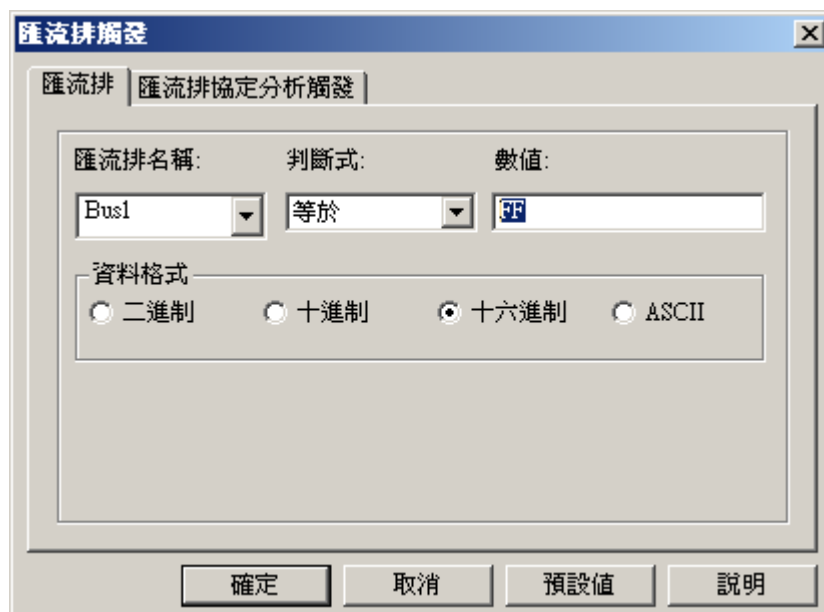 匯流排觸發
匯流排 匯流排協定分析觸發
匯流排名稱: 判斷式: 數值:
Bus1 等於 FF
資料格式
二進制 十進制 十六進制 ASCII
確定 取消 預設值 說明